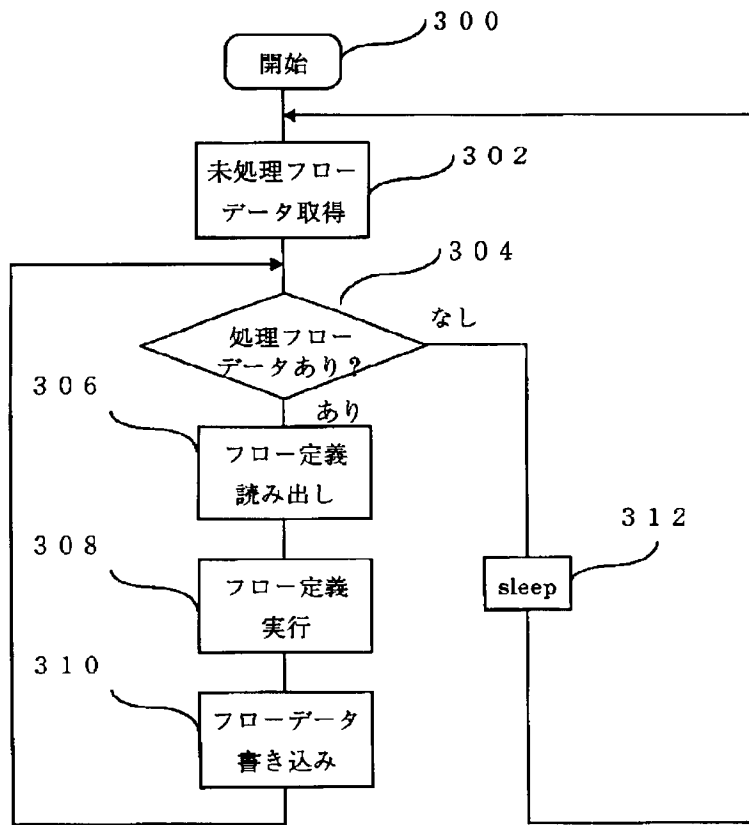 300
開始
302
未処理フロー
データ取得
304
処理フロー
データあり?
なし
あり
306
フロー定義
読み出し
308
フロー定義
実行
310
フローデータ
書き込み
312
sleep